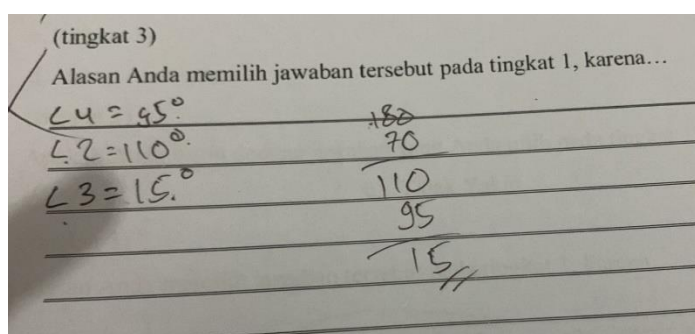 (tingkat 3)
Alasan Anda memilih jawaban tersebut pada tingkat 1, karena...
∠4 = 95°
∠2 = 110°
∠3 = 15°
180
70
110
95
15